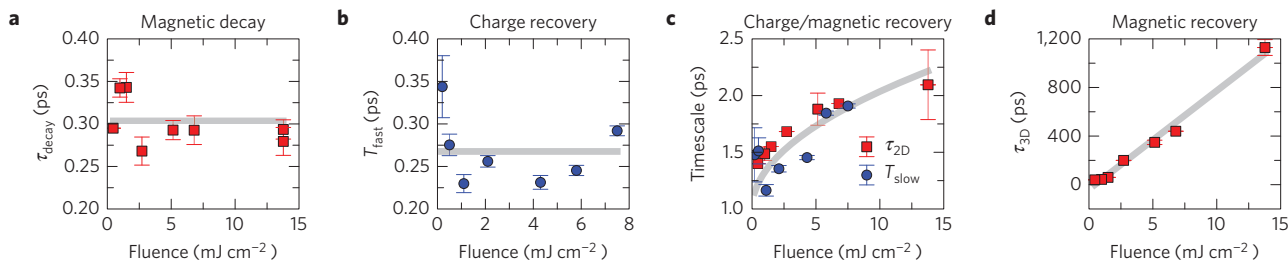 a Magnetic decay
0.40
0.35
0.30
0.25
0.20
τdecay (ps)
0 5 10 15
Fluence (mJ cm⁻²)
b Charge recovery
0.40
0.35
0.30
0.25
0.20
Tfast (ps)
0 2 4 6 8
Fluence (mJ cm⁻²)
c Charge/magnetic recovery
2.5
2.0
1.5
1.0
Timescale (ps)
τ2D
Tslow
0 5 10 15
Fluence (mJ cm⁻²)
d Magnetic recovery
1,200
800
400
0
τ3D (ps)
0 5 10 15
Fluence (mJ cm⁻²)